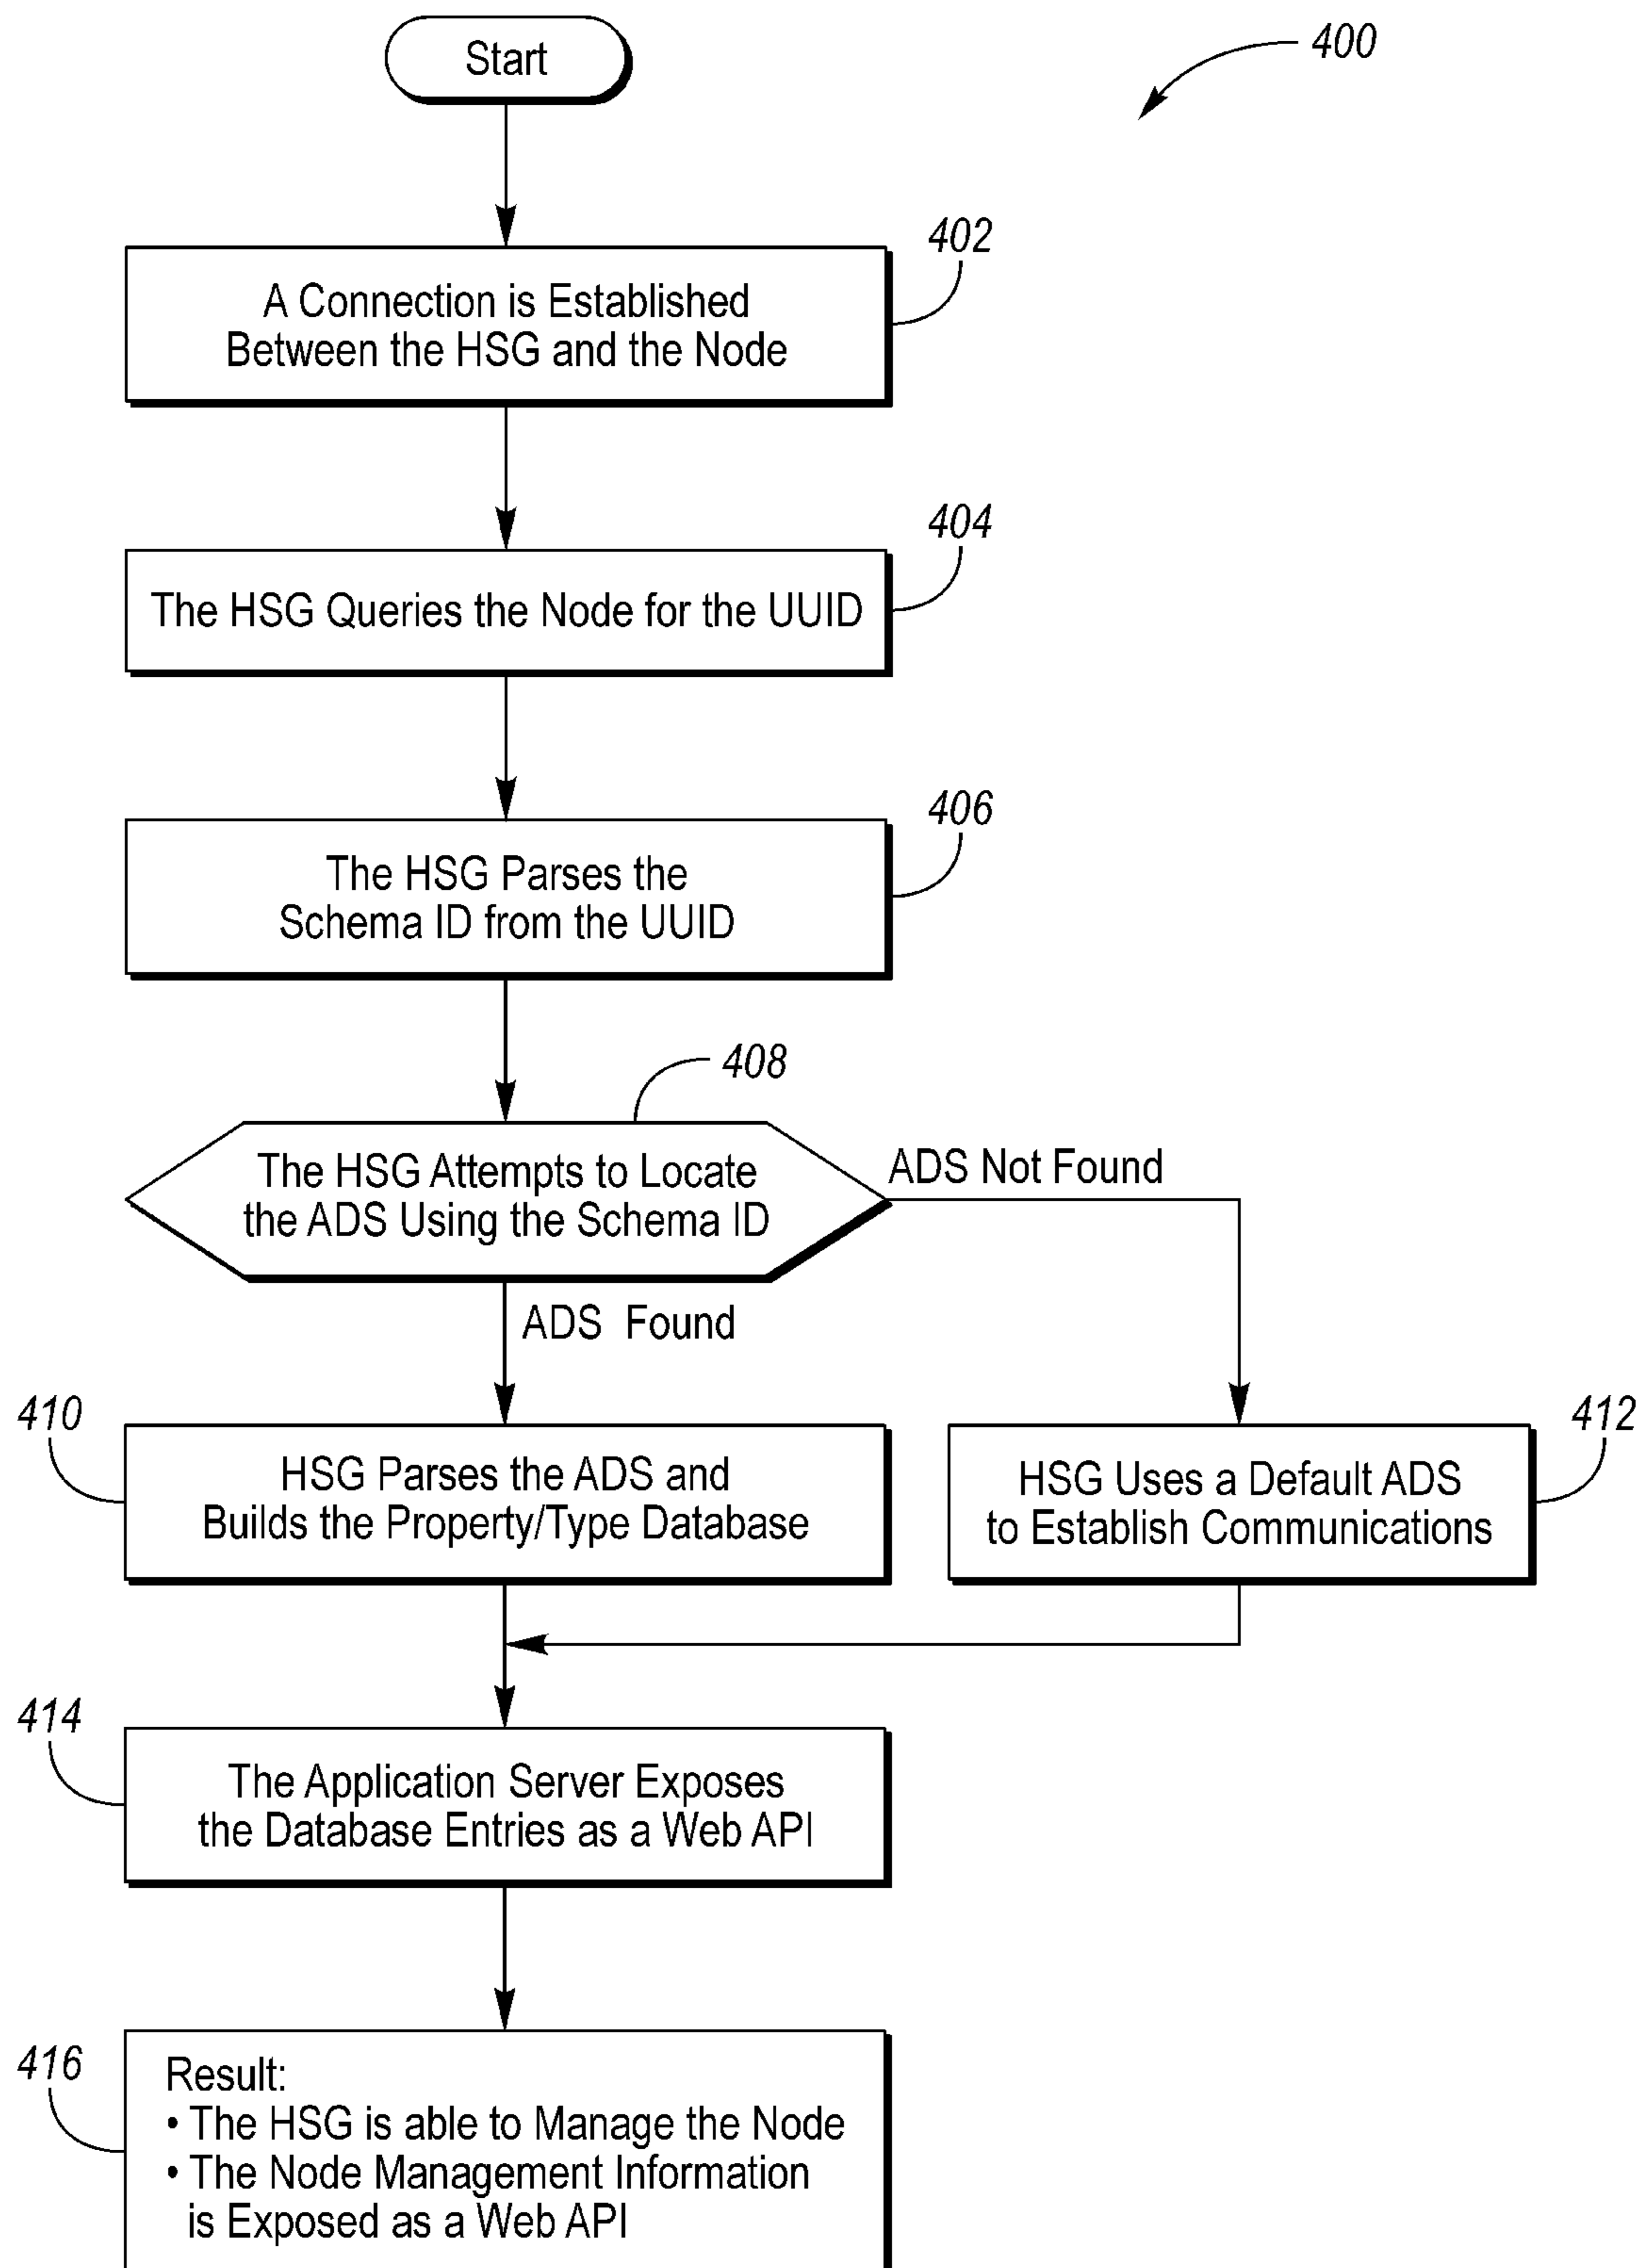 Start
400
402
A Connection is Established
Between the HSG and the Node
404
The HSG Queries the Node for the UUID
406
The HSG Parses the
Schema ID from the UUID
408
The HSG Attempts to Locate
the ADS Using the Schema ID
ADS Not Found
ADS Found
410
HSG Parses the ADS and
Builds the Property/Type Database
412
HSG Uses a Default ADS
to Establish Communications
414
The Application Server Exposes
the Database Entries as a Web API
416
Result:
• The HSG is able to Manage the Node
• The Node Management Information
is Exposed as a Web API